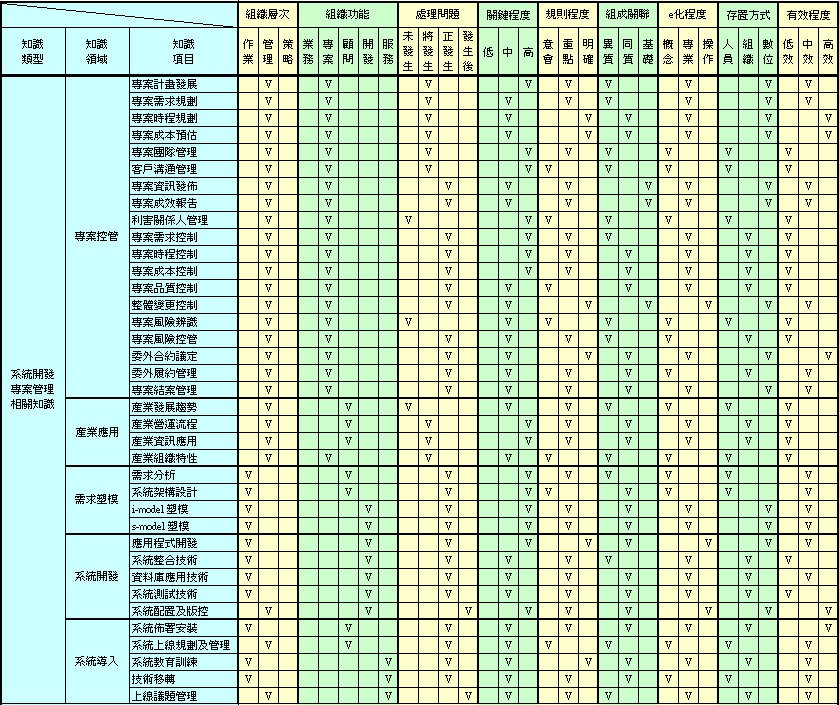 組織層次 組織功能 處理問題 關鍵程度 規則程度 組成關聯 e化程度 存置方式 有效程度
知識類型 知識領域 知識項目 作業 管理 策略 業務 專案 顧問 開發 服務 未發生 將發生 正發生 發生後 低 中 高 意會 重點 明確 異質 同質 基礎 概念 專業 操作 人員 組織 數位 低效 中效 高效
系統開發
專案管理
相關知識
專案控管
專案計畫發展 V V V V V V V V V
專案需求規劃 V V V V V V V V V
專案時程規劃 V V V V V V V V V
專案成本預估 V V V V V V V V V
專案團隊管理 V V V V V V V V V
客戶溝通管理 V V V V V V V V V
專案資訊發佈 V V V V V V V V V
專案成效報告 V V V V V V V V V
利害關係人管理 V V V V V V V V V
專案需求控制 V V V V V V V V V
專案時程控制 V V V V V V V V V
專案成本控制 V V V V V V V V V
專案品質控制 V V V V V V V V V
整體變更控制 V V V V V V V V V
專案風險辨識 V V V V V V V V V
專案風險控管 V V V V V V V V V
委外合約議定 V V V V V V V V V
委外履約管理 V V V V V V V V V
專案結案管理 V V V V V V V V V
產業應用
產業發展趨勢 V V V V V V V V V
產業營運流程 V V V V V V V V V
產業資訊應用 V V V V V V V V V
產業組織特性 V V V V V V V V V
需求塑模
需求分析 V V V V V V V V V
系統架構設計 V V V V V V V V V
i-model塑模 V V V V V V V V V
s-model塑模 V V V V V V V V V
系統開發
應用程式開發 V V V V V V V V V
系統整合技術 V V V V V V V V V
資料庫應用技術 V V V V V V V V V
系統測試技術 V V V V V V V V V
系統配置及版控 V V V V V V V V V
系統導入
系統佈署安裝 V V V V V V V V V
系統上線規劃及管理 V V V V V V V V V
系統教育訓練 V V V V V V V V V
技術移轉 V V V V V V V V V
上線議題管理 V V V V V V V V V